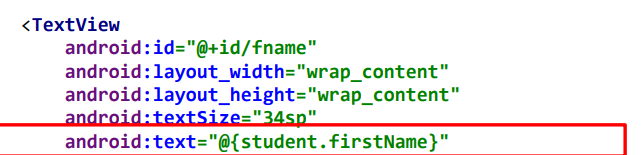 <TextView
android:id="@+id/fname"
android:layout_width="wrap_content"
android:layout_height="wrap_content"
android:textSize="34sp"
android:text="@{student.firstName}"